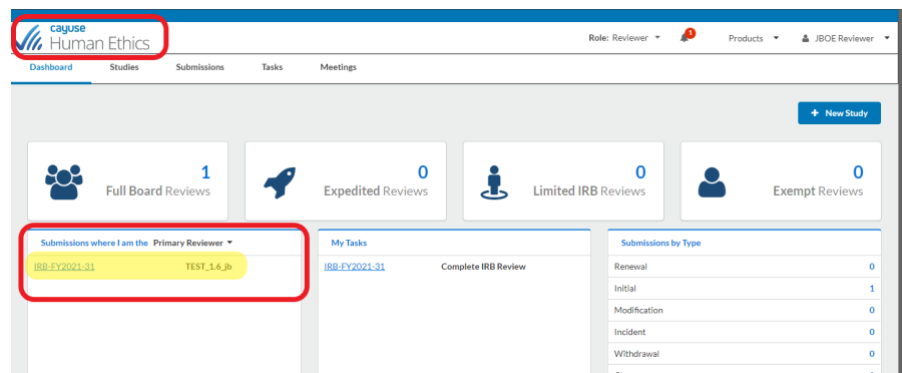 cayuse
Human Ethics
Role: Reviewer
1
Products
JBOE Reviewer
Dashboard Studies Submissions Tasks Meetings
+ New Study
1
Full Board Reviews
0
Expedited Reviews
0
Limited IRB Reviews
0
Exempt Reviews
Submissions where I am the Primary Reviewer
IRB-FY2021-31 TEST_1.6_jb
My Tasks
IRB-FY2021-31 Complete IRB Review
Submissions by Type
Renewal 0
Initial 1
Modification 0
Incident 0
Withdrawal 0